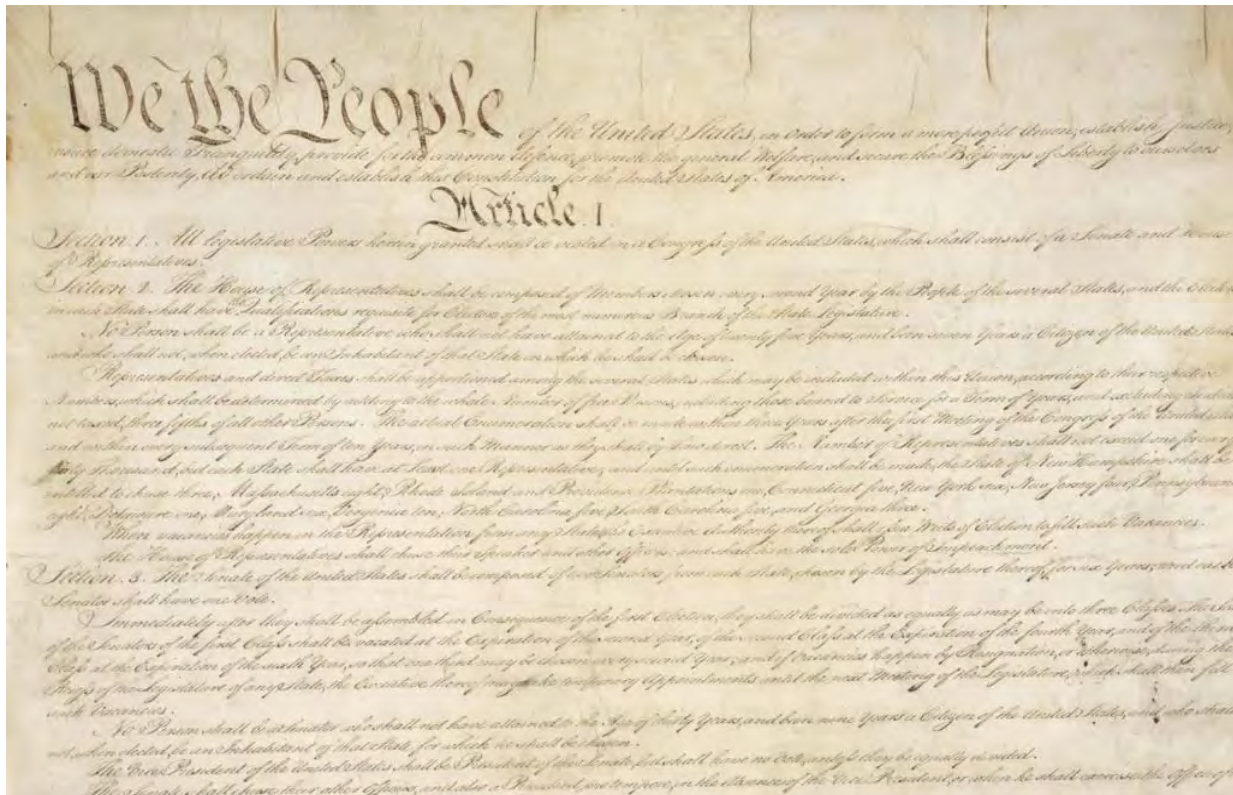 We the People of the United States, in Order to form a more perfect Union, establish Justice,
insure domestic Tranquility, provide for the common defence, promote the general Welfare, and secure the Blessings of Liberty to ourselves
and our Posterity, do ordain and establish this Constitution for the United States of America.
Article. I.
Section. 1. All legislative Powers herein granted shall be vested in a Congress of the United States, which shall consist of a Senate and House
of Representatives.
Section. 2. The House of Representatives shall be composed of Members chosen every second Year by the People of the several States, and the
in each State shall have the Qualifications requisite for Electors of the most numerous Branch of the State Legislature.
No Person shall be a Representative who shall not have attained to the Age of twenty five Years, and been seven Years a Citizen of the United States,
and who shall not, when elected, be an Inhabitant of that State in which he shall be chosen.
Representatives and direct Taxes shall be apportioned among the several States which may be included within this Union, according to their respective
Numbers, which shall be determined by adding to the whole Number of free Persons, including those bound to Service for a Term of Years, and excluding
not taxed, three fifths of all other Persons. The actual Enumeration shall be made within three Years after the first Meeting of the Congress of the United
and within every subsequent Term of ten Years, in such Manner as they shall by Law direct. The Number of Representatives shall not exceed one for every
thirty Thousand, but each State shall have at Least one Representative; and until such enumeration shall be made, the State of New Hampshire shall be
entitled to chuse three, Massachusetts eight, Rhode Island and Providence Plantations one, Connecticut five, New York six, New Jersey four,
eight, Delaware one, Maryland six, Virginia ten, North Carolina five, South Carolina five, and Georgia three.
When vacancies happen in the Representation from any State, the Executive Authority thereof shall issue Writs of Election to fill such Vacancies.
The House of Representatives shall chuse their Speaker and other Officers; and shall have the sole Power of Impeachment.
Section. 3. The Senate of the United States shall be composed of two Senators from each State, chosen by the Legislature thereof, for six Years; and each
Senator shall have one Vote.
Immediately after they shall be assembled in Consequence of the first Election, they shall be divided as equally as may be into three Classes. The
of the Senators of the first Class shall be vacated at the Expiration of the second Year, of the second Class at the Expiration of the fourth Year, and of the third
Class at the Expiration of the sixth Year, so that one third may be chosen every second Year; and if Vacancies happen by Resignation, or otherwise, during the
Recess of the Legislature of any State, the Executive thereof may make temporary Appointments until the next Meeting of the Legislature, which shall then fill
such Vacancies.
No Person shall be a Senator who shall not have attained to the Age of thirty Years, and been nine Years a Citizen of the United States, and who shall
not, when elected, be an Inhabitant of that State for which he shall be chosen.
The Vice President of the United States shall be President of the Senate, but shall have no Vote, unless they be equally divided.
The Senate shall chuse their other Officers, and also a President pro tempore, in the Absence of the Vice President, or when he shall exercise the Office of